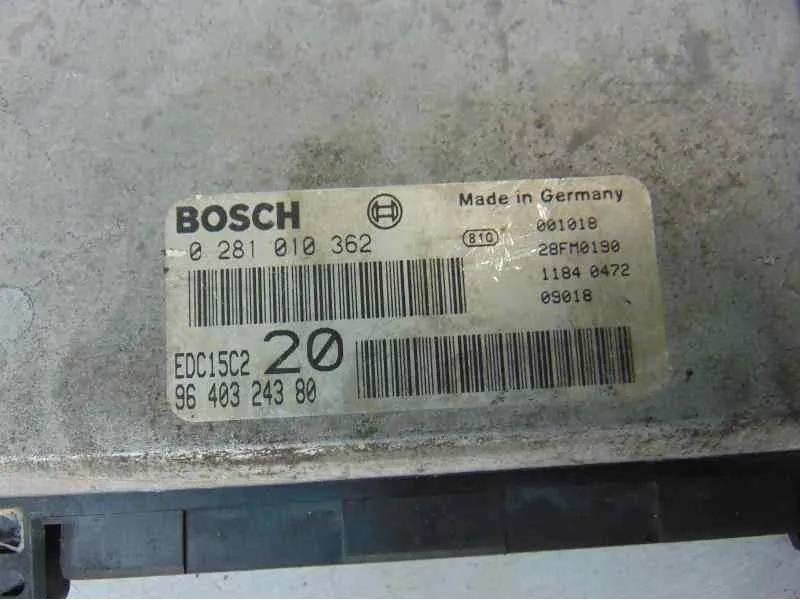 BOSCH
Made in Germany
0 281 010 362
810
001018
28FM0190
1184 0472
09018
EDC15C2 20
96 403 243 80